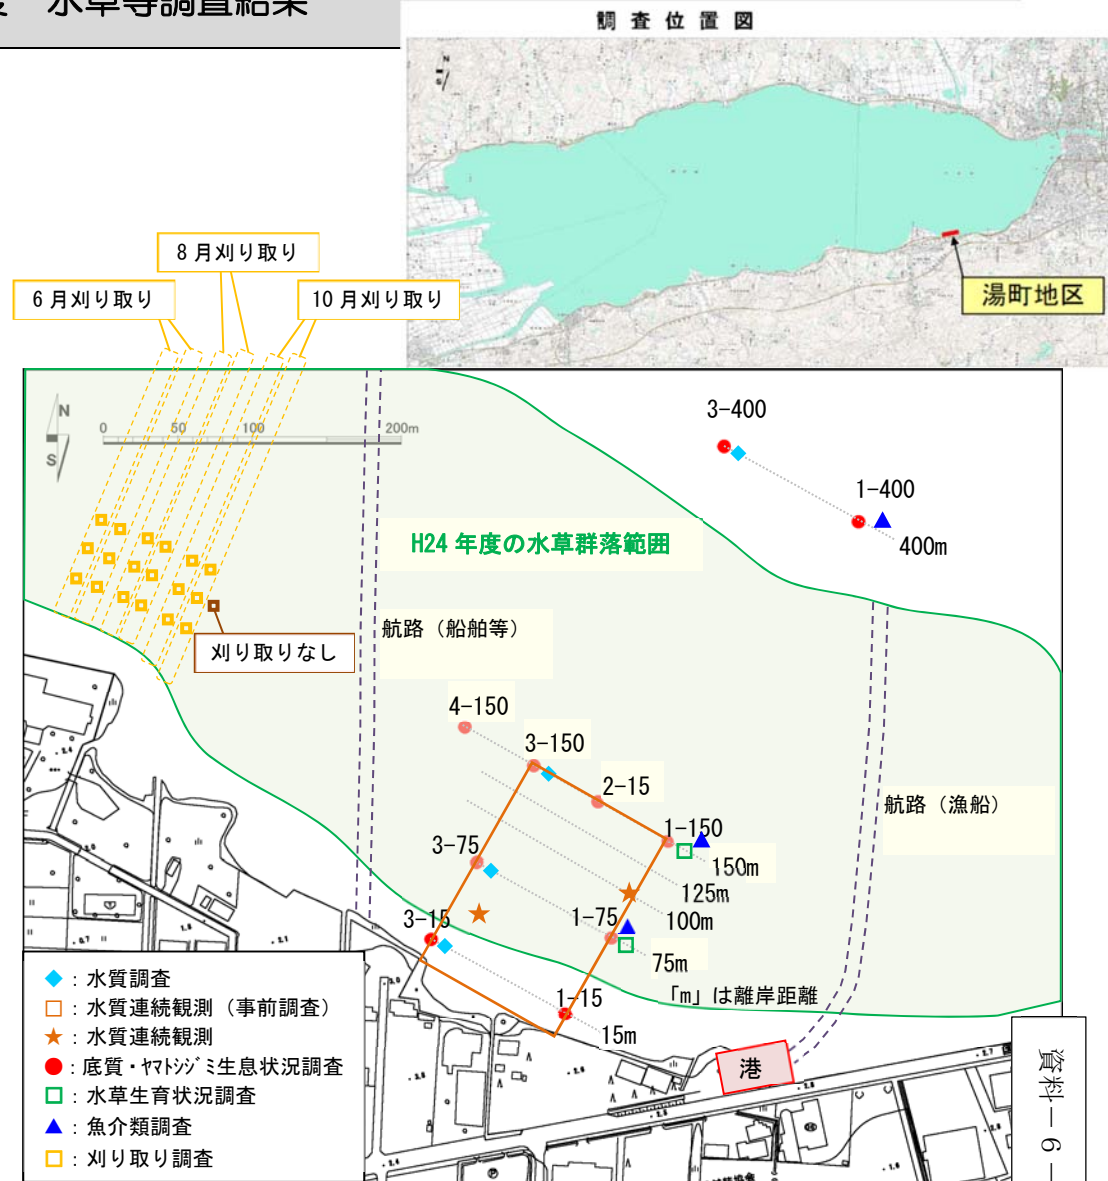 水草等調査結果
調査位置図
N
S
湯町地区
8月刈り取り
6月刈り取り
10月刈り取り
N
S
0 50 100 200m
3-400
1-400
400m
H24年度の水草群落範囲
航路（船舶等）
刈り取りなし
4-150
3-150
2-15
1-150
150m
航路（漁船）
3-75
125m
100m
3-15
1-75
75m
「m」は離岸距離
1-15
15m
港
◆：水質調査
□：水質連続観測（事前調査）
★：水質連続観測
●：底質・ﾔﾏﾄｼｼﾞﾐ生息状況調査
□：水草生育状況調査
▲：魚介類調査
□：刈り取り調査
資料－６－